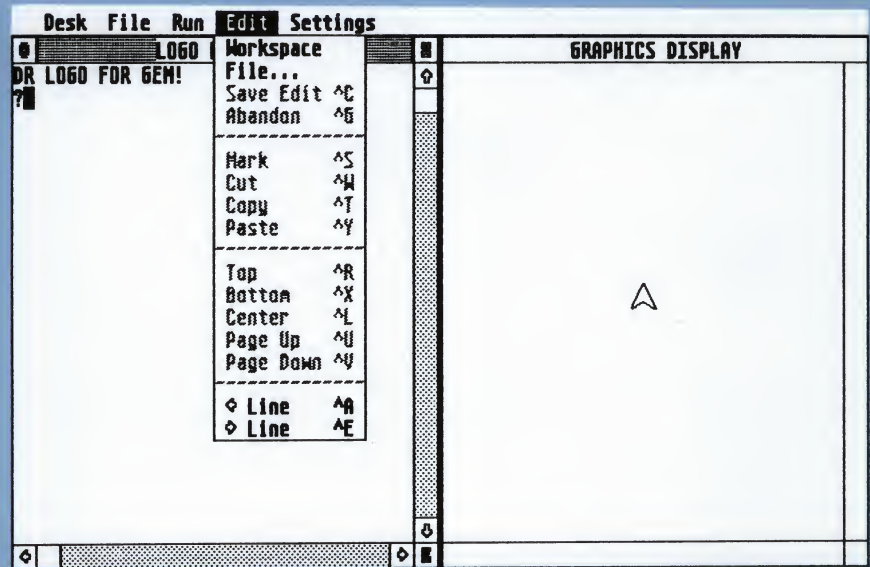 Desk File Run Edit Settings
LOGO
GRAPHICS DISPLAY
DR LOGO FOR GEM!
?
Workspace
File...
Save Edit ^C
Abandon ^G
Mark ^S
Cut ^W
Copy ^T
Paste ^Y
Top ^R
Bottom ^X
Center ^L
Page Up ^U
Page Down ^V
⇦ Line ^A
⇨ Line ^E